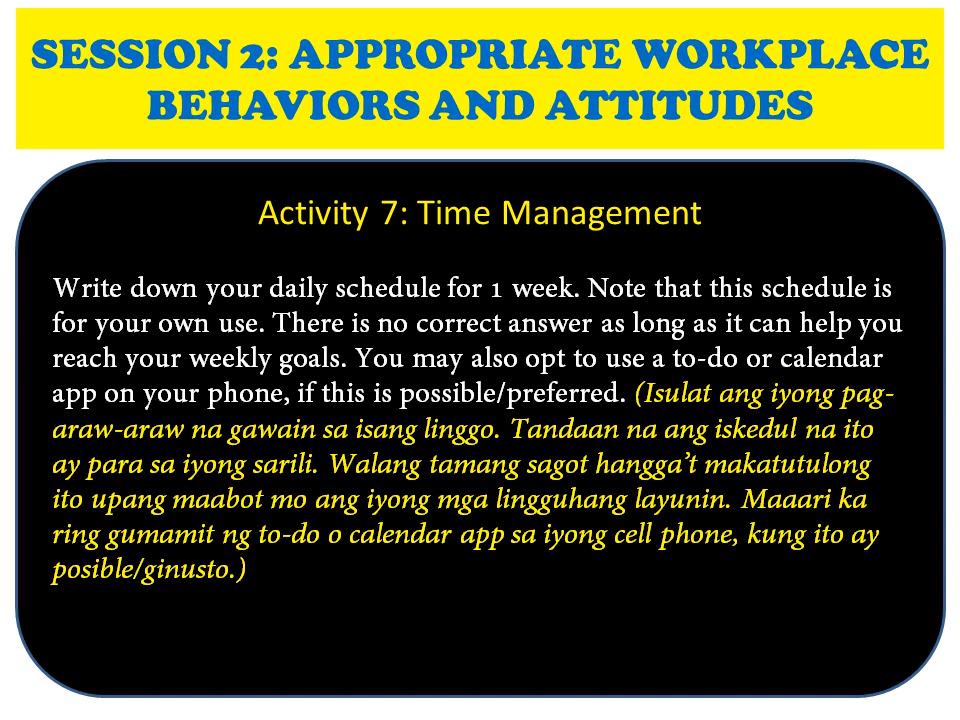 SESSION 2: APPROPRIATE WORKPLACE
BEHAVIORS AND ATTITUDES
Activity 7: Time Management
Write down your daily schedule for 1 week. Note that this schedule is
for your own use. There is no correct answer as long as it can help you
reach your weekly goals. You may also opt to use a to-do or calendar
app on your phone, if this is possible/preferred. (Isulat ang iyong pag-
araw-araw na gawain sa isang linggo. Tandaan na ang iskedul na ito
ay para sa iyong sarili. Walang tamang sagot hangga’t makatutulong
ito upang maabot mo ang iyong mga lingguhang layunin. Maaari ka
ring gumamit ng to-do o calendar app sa iyong cell phone, kung ito ay
posible/ginusto.)